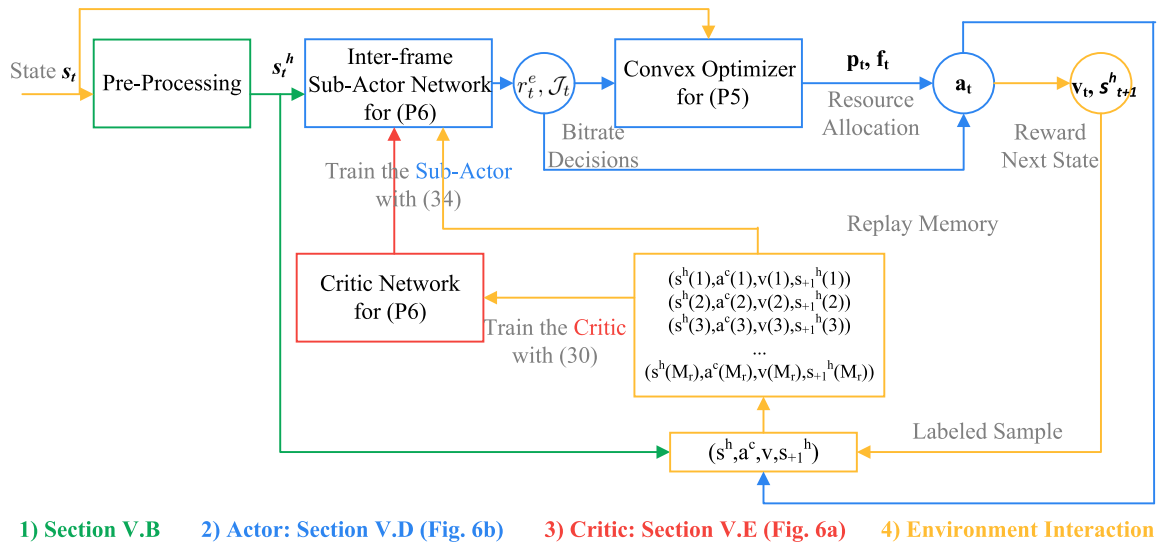 State s_t
Pre-Processing
s_t^h
Inter-frame
Sub-Actor Network
for (P6)
r_t^e, 𝒥_t
Convex Optimizer
for (P5)
p_t, f_t
Resource
Allocation
a_t
v_t, s^h_{t+1}
Bitrate
Decisions
Reward
Next State
Train the Sub-Actor
with (34)
Replay Memory
Critic Network
for (P6)
(s^h(1),a^c(1),v(1),s_{+1}^h(1))
(s^h(2),a^c(2),v(2),s_{+1}^h(2))
(s^h(3),a^c(3),v(3),s_{+1}^h(3))
...
(s^h(M_r),a^c(M_r),v(M_r),s_{+1}^h(M_r))
Train the Critic
with (30)
Labeled Sample
(s^h,a^c,v,s_{+1}^h)
1) Section V.B 2) Actor: Section V.D (Fig. 6b) 3) Critic: Section V.E (Fig. 6a) 4) Environment Interaction